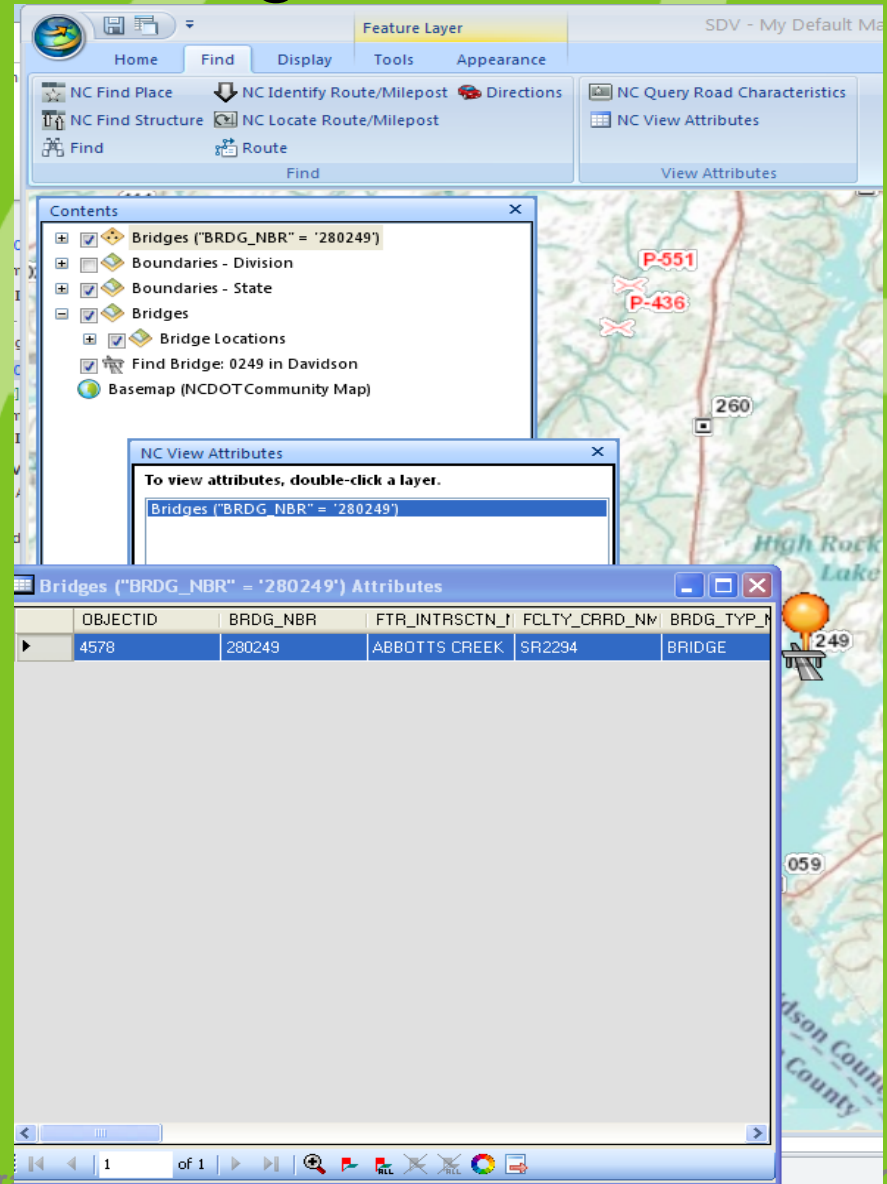 Feature Layer
SDV - My Default Ma
Home Find Display Tools Appearance
NC Find Place NC Identify Route/Milepost Directions NC Query Road Characteristics
NC Find Structure NC Locate Route/Milepost NC View Attributes
Find Route
Find View Attributes
Contents
Bridges ("BRDG_NBR" = '280249')
Boundaries - Division
Boundaries - State
Bridges
Bridge Locations
Find Bridge: 0249 in Davidson
Basemap (NCDOT Community Map)
P-551
P-436
260
NC View Attributes
To view attributes, double-click a layer.
Bridges ("BRDG_NBR" = '280249')
High Rock
Lake
Bridges ("BRDG_NBR" = '280249') Attributes
OBJECTID BRDG_NBR FTR_INTRSCTN_N FCLTY_CRRD_NM BRDG_TYP_N
4578 280249 ABBOTTS CREEK SR2294 BRIDGE
249
059
dson Coun
County
1 of 1
ALL